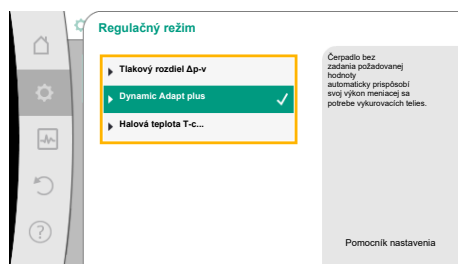 Regulačný režim
Tlakový rozdiel Δp-v
Dynamic Adapt plus
Halová teplota T-c...
Čerpadlo bez
zadania požadovanej
hodnoty
automaticky prispôsobí
svoj výkon meniacej sa
potrebe vykurovacích telies.
Pomocník nastavenia